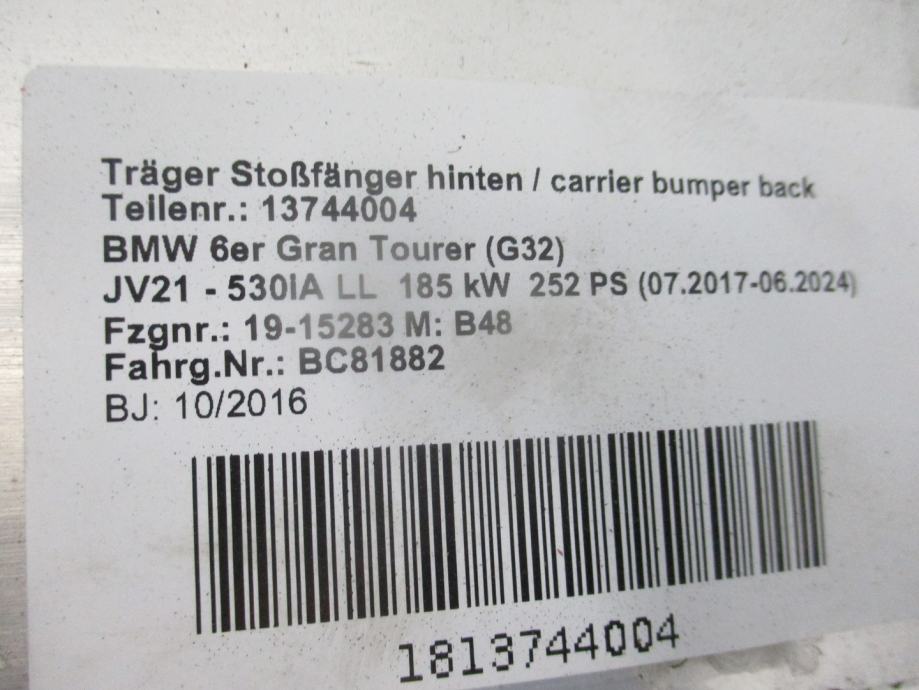 Träger Stoßfänger hinten / carrier bumper back
Teilenr.: 13744004
BMW 6er Gran Tourer (G32)
JV21 - 530IA LL 185 kW 252 PS (07.2017-06.2024)
Fzgnr.: 19-15283 M: B48
Fahrg.Nr.: BC81882
BJ: 10/2016
1813744004